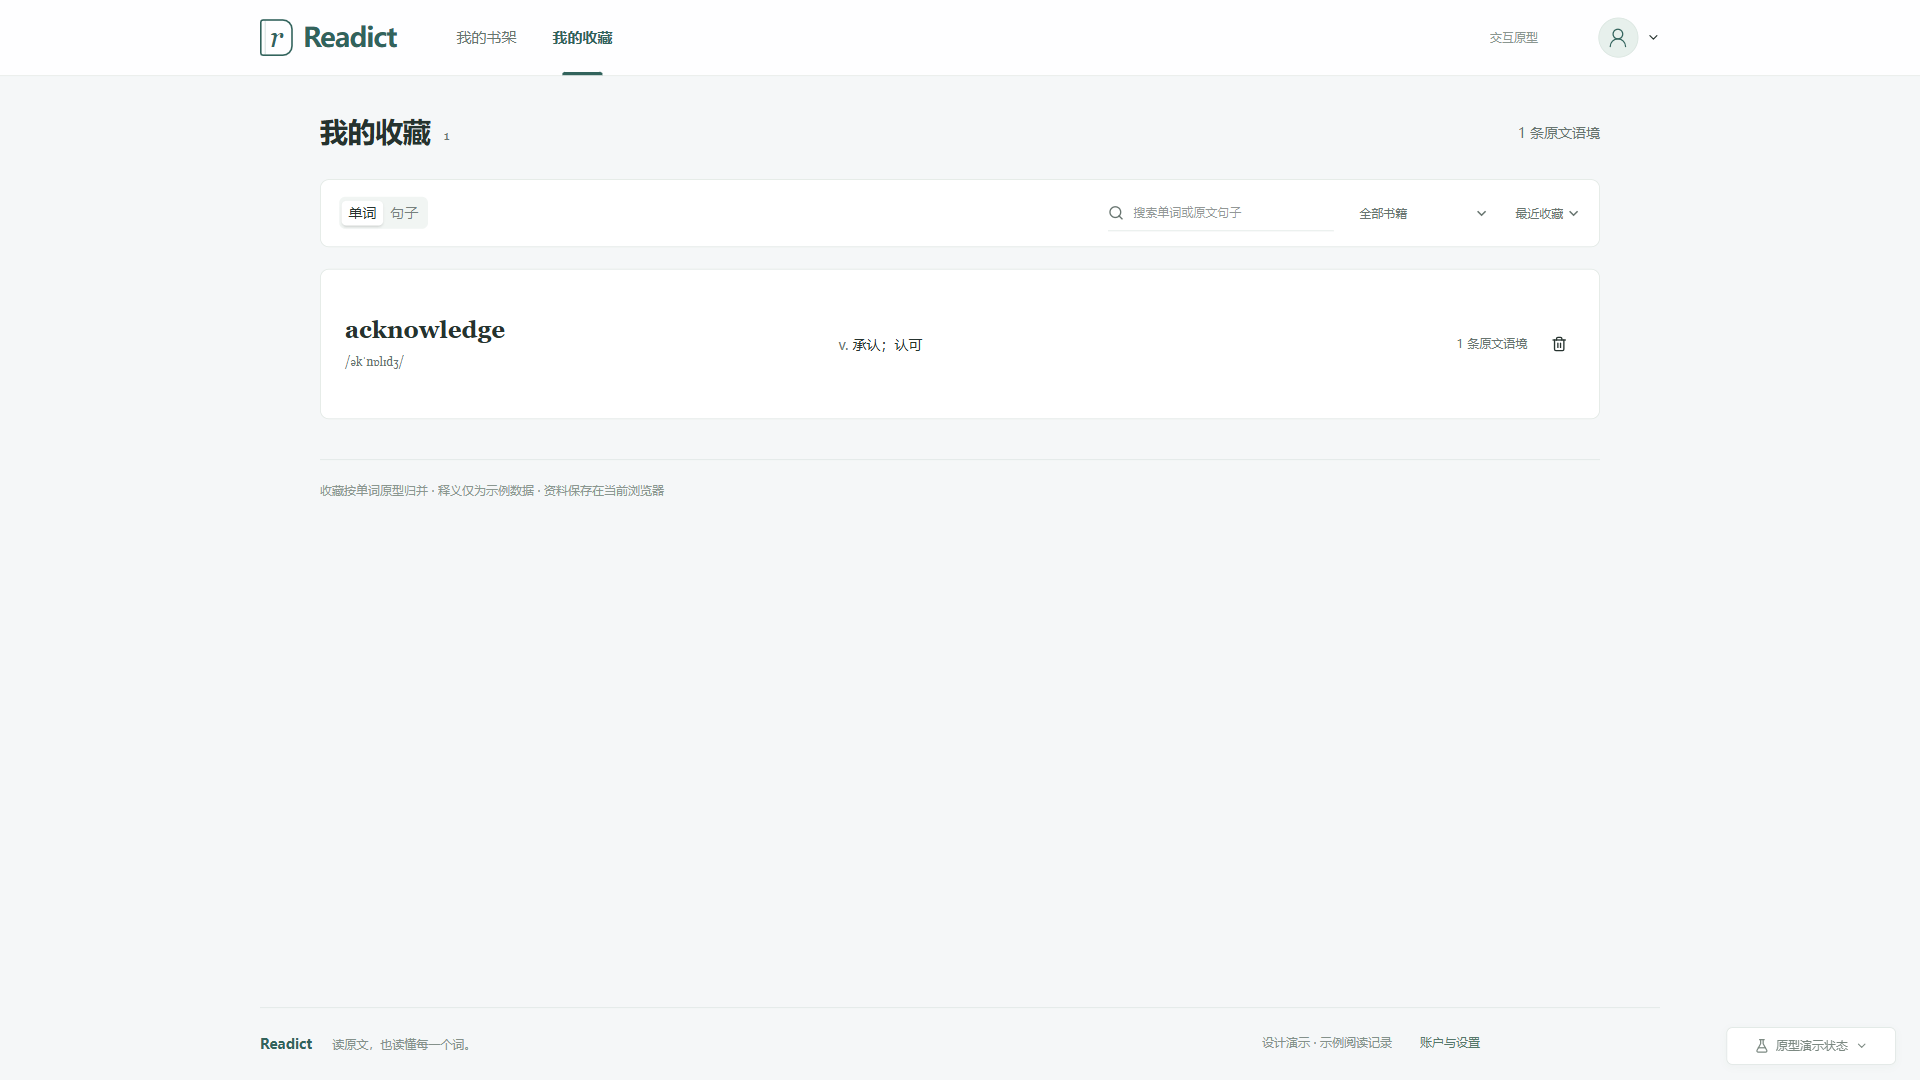 r Readict 我的书架 我的收藏 交互原型
我的收藏 1 1 条原文语境
单词 句子 搜索单词或原文句子 全部书籍 最近收藏
acknowledge
/əkˈnɒlɪdʒ/
v. 承认；认可
1 条原文语境
收藏按单词原型归并 · 释义仅为示例数据 · 资料保存在当前浏览器
Readict 读原文，也读懂每一个词。 设计演示 · 示例阅读记录 账户与设置
原型演示状态